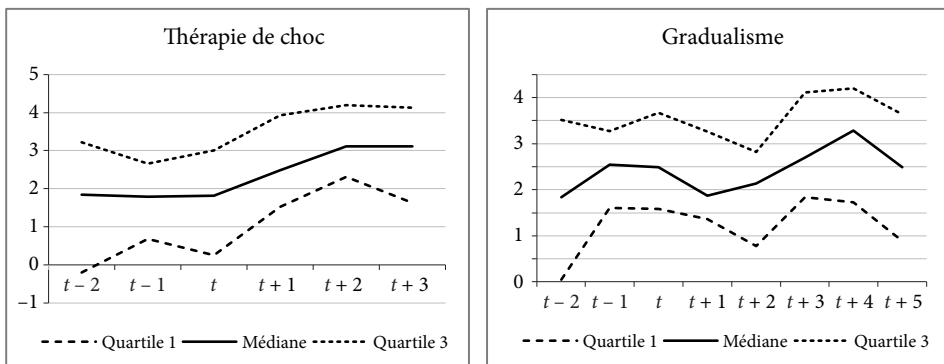 Thérapie de choc
5
4
3
2
1
0
–1
t – 2 t – 1 t t + 1 t + 2 t + 3
Quartile 1 Médiane Quartile 3
Gradualisme
4
3
2
1
0
t – 2 t – 1 t t + 1 t + 2 t + 3 t + 4 t + 5
Quartile 1 Médiane Quartile 3